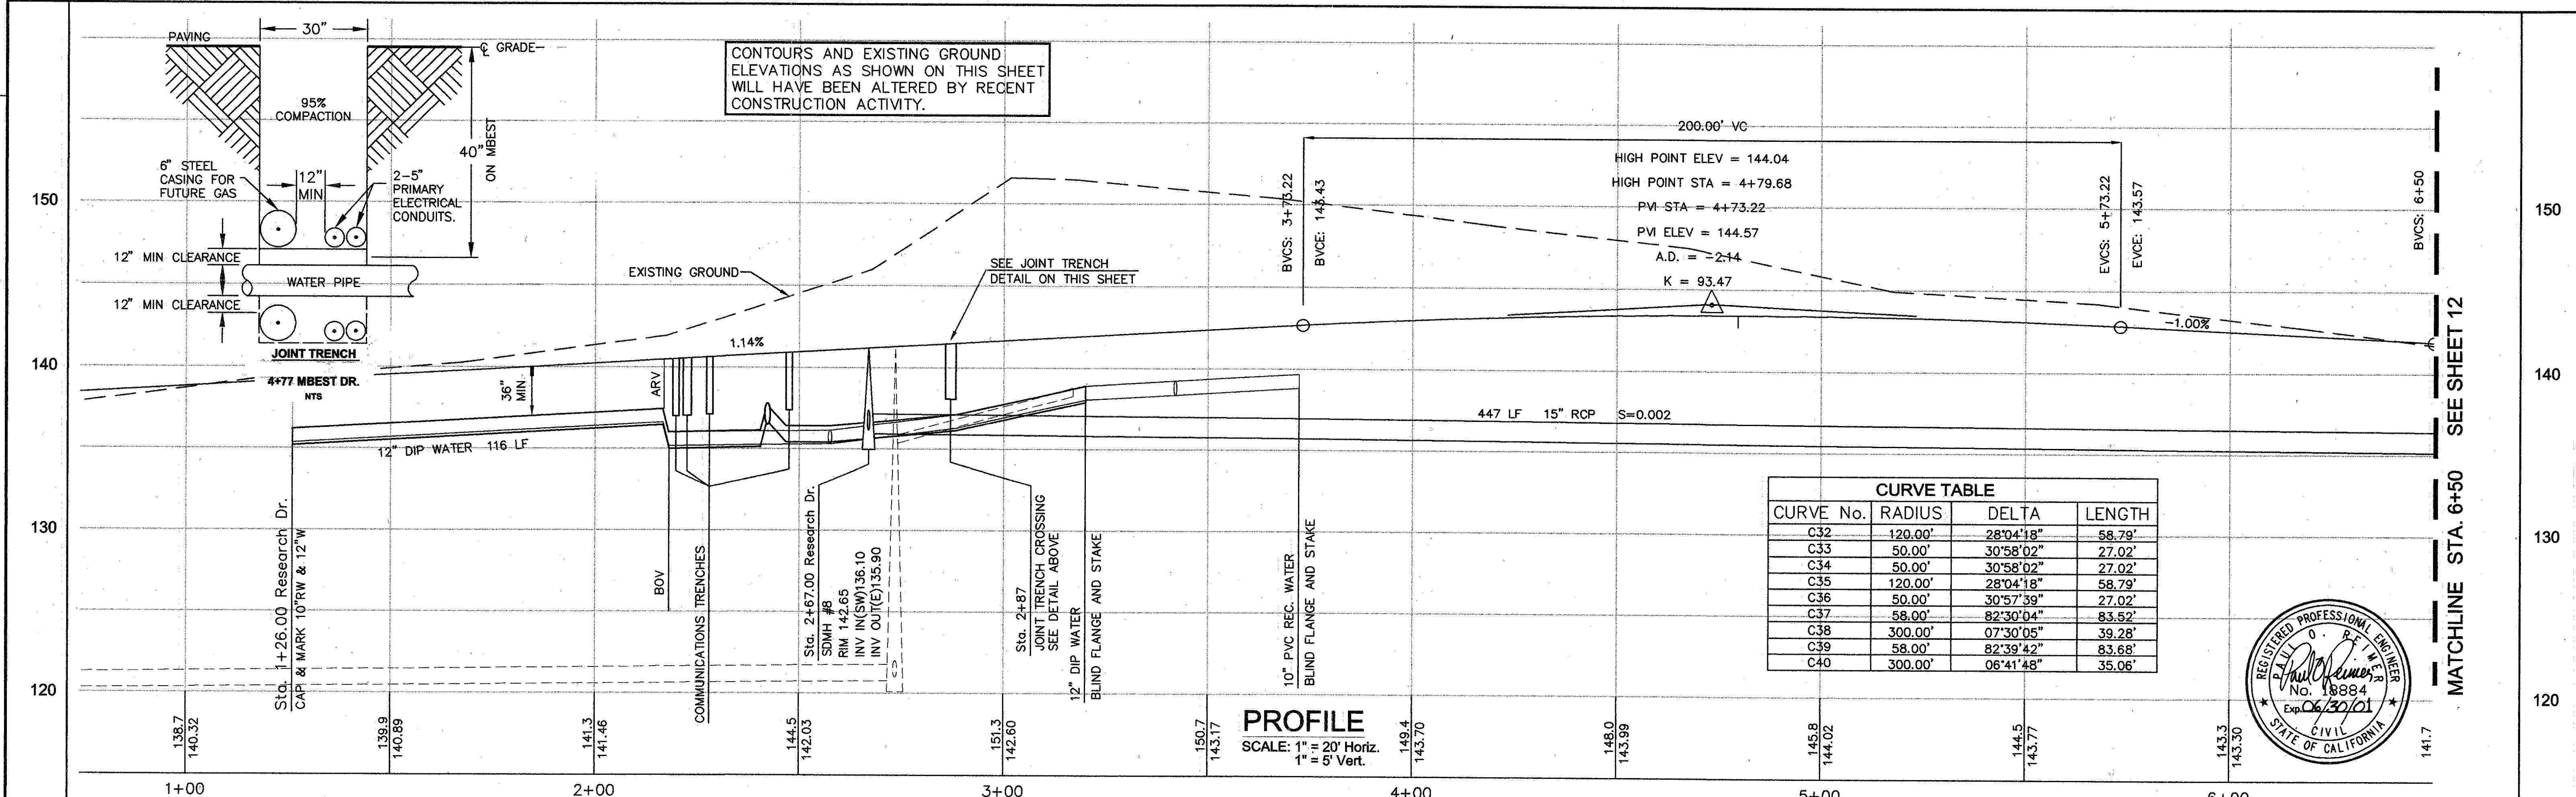 30"
PAVING
℄ GRADE
95%
COMPACTION
40"
ON MBEST
6" STEEL
CASING FOR
FUTURE GAS
12"
MIN
2-5"
PRIMARY
ELECTRICAL
CONDUITS.
12" MIN CLEARANCE
WATER PIPE
12" MIN CLEARANCE
JOINT TRENCH
4+77 MBEST DR.
NTS
CONTOURS AND EXISTING GROUND
ELEVATIONS AS SHOWN ON THIS SHEET
WILL HAVE BEEN ALTERED BY RECENT
CONSTRUCTION ACTIVITY.
EXISTING GROUND
SEE JOINT TRENCH
DETAIL ON THIS SHEET
200.00' VC
HIGH POINT ELEV = 144.04
HIGH POINT STA = 4+79.68
PVI STA = 4+73.22
PVI ELEV = 144.57
A.D. = -2.14
K = 93.47
BVCS: 3+73.22
BVCE: 143.43
EVCS: 5+73.22
EVCE: 143.57
BVCS: 6+50
1.14%
-1.00%
36"
MIN.
ARV
12" DIP WATER 116 LF
447 LF 15" RCP S=0.002
Sta. 1+26.00 Research Dr.
CAP & MARK 10"RW & 12"W
BOV
COMMUNICATIONS TRENCHES
Sta. 2+67.00 Research Dr.
SDMH #8
RIM 142.65
INV IN(SW)136.10
INV OUT(E)135.90
Sta. 2+87
JOINT TRENCH CROSSING
SEE DETAIL ABOVE
12" DIP WATER
BLIND FLANGE AND STAKE
10" PVC REC. WATER
BLIND FLANGE AND STAKE
CURVE TABLE
CURVE No. RADIUS DELTA LENGTH
C32 120.00' 28°04'18" 58.79'
C33 50.00' 30°58'02" 27.02'
C34 50.00' 30°58'02" 27.02'
C35 120.00' 28°04'18" 58.79'
C36 50.00' 30°57'39" 27.02'
C37 58.00' 82°30'04" 83.52'
C38 300.00' 07°30'05" 39.28'
C39 58.00' 82°39'42" 83.68'
C40 300.00' 06°41'48" 35.06'
REGISTERED PROFESSIONAL ENGINEER
PAUL O. REIMER
Paul O Reimer
No. 18884
Exp. 06/30/01
CIVIL
STATE OF CALIFORNIA
MATCHLINE STA. 6+50 SEE SHEET 12
150
140
130
120
150
140
130
120
138.7
140.32
139.9
140.89
141.3
141.46
144.5
142.03
151.3
142.60
150.7
143.17
149.4
143.70
148.0
143.99
145.8
144.02
144.5
143.77
143.3
143.30
141.7
PROFILE
SCALE: 1" = 20' Horiz.
1" = 5' Vert.
1+00
2+00
3+00
4+00
5+00
6+00